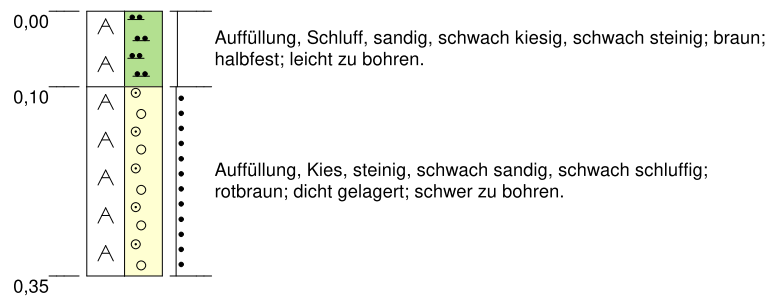 0,00
A
A
Auffüllung, Schluff, sandig, schwach kiesig, schwach steinig; braun;
halbfest; leicht zu bohren.
0,10
A
A
A
A
A
Auffüllung, Kies, steinig, schwach sandig, schwach schluffig;
rotbraun; dicht gelagert; schwer zu bohren.
0,35